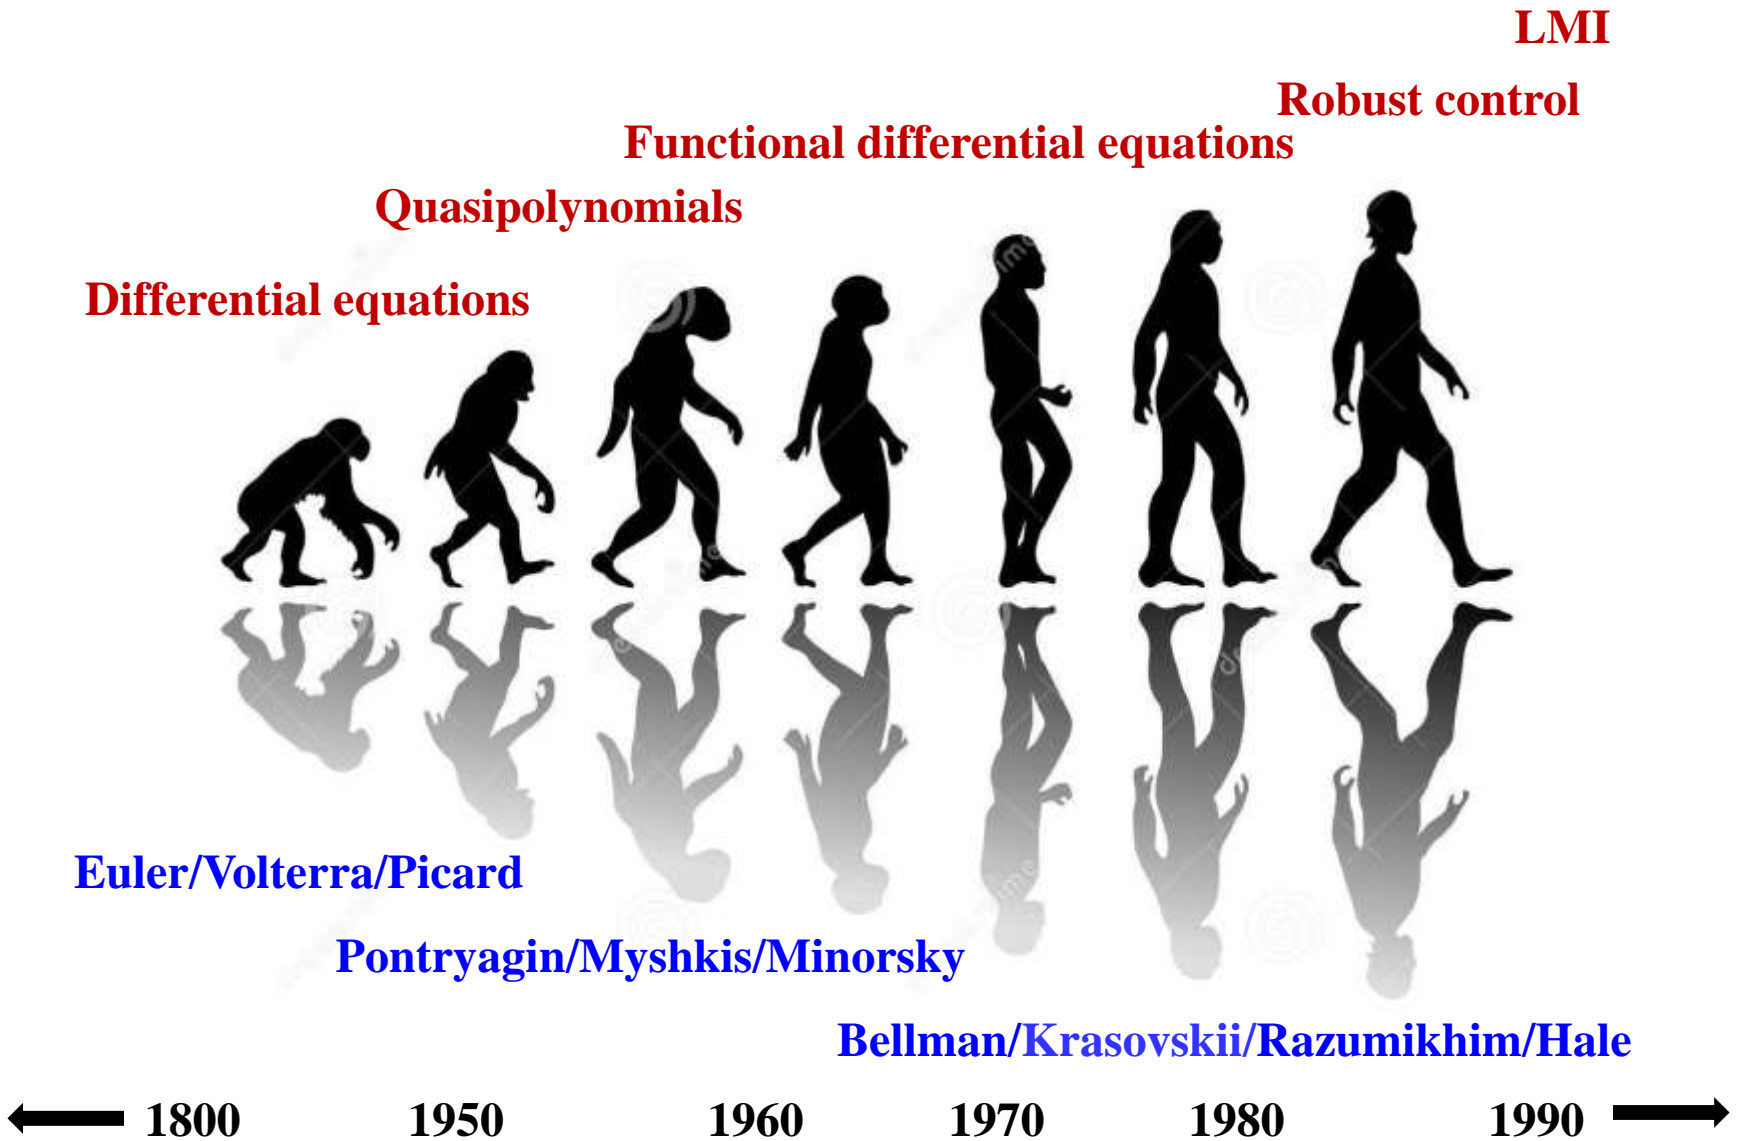 LMI
Robust control
Functional differential equations
Quasipolynomials
Differential equations
Euler/Volterra/Picard
Pontryagin/Myshkis/Minorsky
Bellman/Krasovskii/Razumikhim/Hale
1800 1950 1960 1970 1980 1990